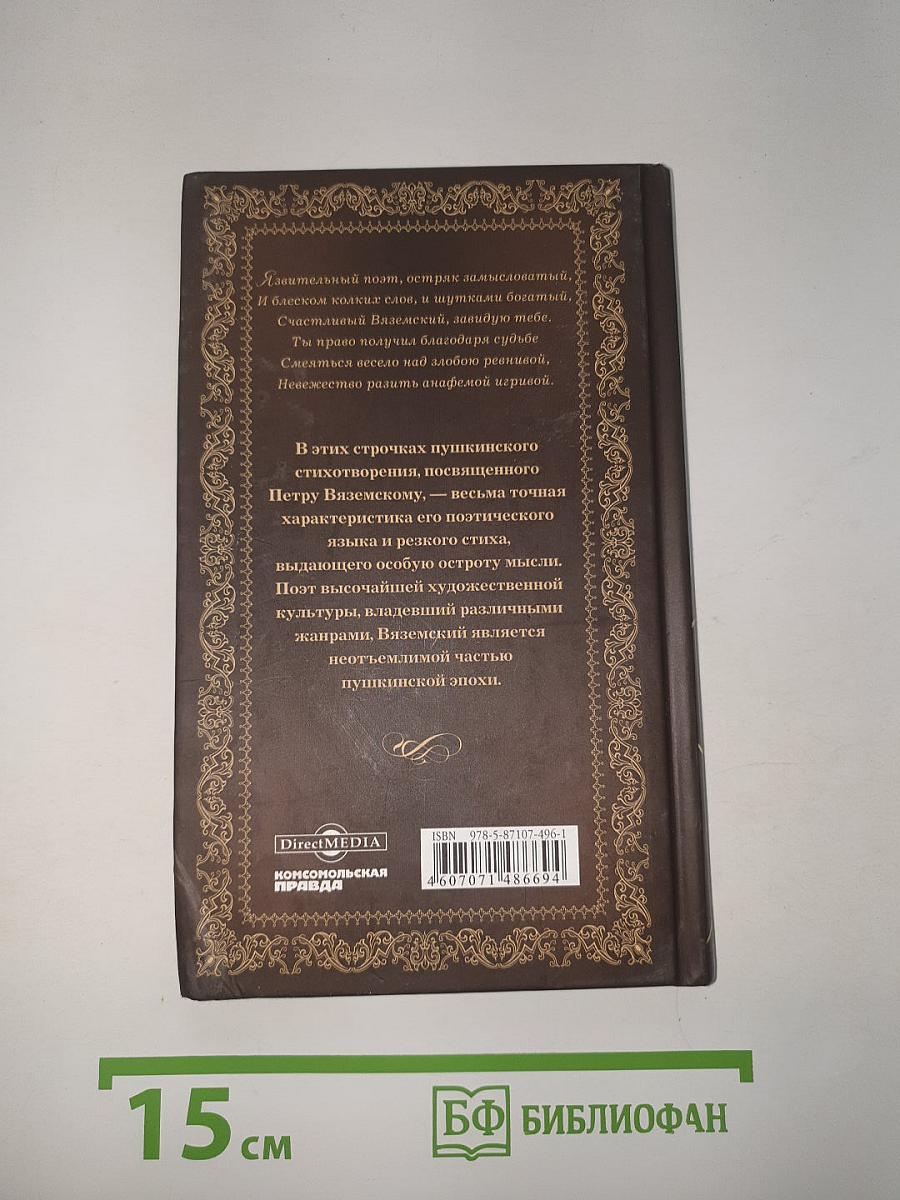 Язвительный поэт, остряк замысловатый,
И блеском колких слов, и шутками богатый,
Счастливый Вяземский, завидую тебе.
Ты право получил благодаря судьбе
Смеяться весело над злобою ревнивой,
Невежество разить анафемой игривой.
В этих строчках пушкинского
стихотворения, посвященного
Петру Вяземскому, — весьма точная
характеристика его поэтического
языка и резкого стиха,
выдающего особую остроту мысли.
Поэт высочайшей художественной
культуры, владевший различными
жанрами, Вяземский является
неотъемлимой частью
пушкинской эпохи.
DirectMEDIA
КОМСОМОЛЬСКАЯ
ПРАВДА
ISBN 978-5-87107-496-1
4607071486694
15 см
БФ БИБЛИОФАН